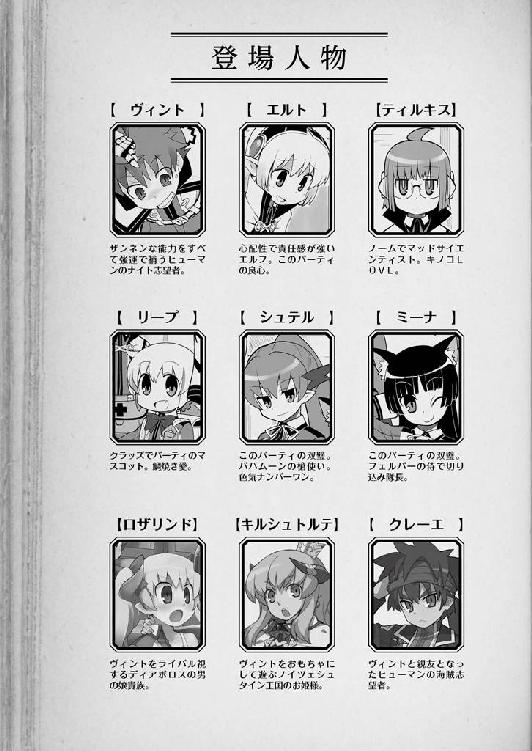 登場人物
【 ヴィント 】
ザンネンな能力をすべ
て強運で補うヒューマ
ンのナイト志望者。
【 エルト 】
心配性で責任感が強い
エルフ。このパーティ
の良心。
【ティルキス】
ノームでマッドサイエ
ンティスト。キノコL
OVE。
【 リープ 】
クラッズでパーティのマ
スコット。鯛焼き愛。
【 シュテル 】
このパーティの双璧。
バハムーンの槍使い。
色気ナンバーワン。
【 ミーナ 】
このパーティの双璧。
フェルパーの侍で切り
込み隊長。
【ロザリンド】
ヴィントをライバル視
するディアボロスの男
の娘貴族。
【キルシュトルテ】
ヴィントをおもちゃに
して遊ぶノイツェシュ
タイン王国のお姫様。
【 クレーエ 】
ヴィントと親友となっ
たヒューマンの海賊志
望者。